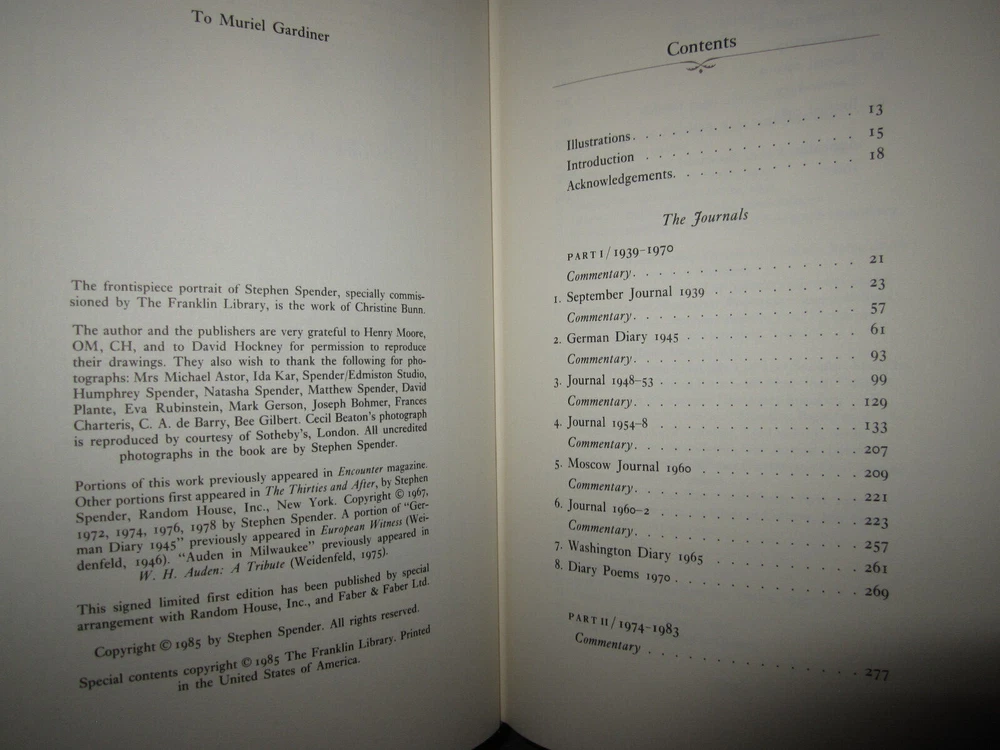 To Muriel Gardiner
The frontispiece portrait of Stephen Spender, specially commis-
sioned by The Franklin Library, is the work of Christine Bunn.
The author and the publishers are very grateful to Henry Moore,
OM, CH, and to David Hockney for permission to reproduce
their drawings. They also wish to thank the following for pho-
tographs: Mrs Michael Astor, Ida Kar, Spender/Edmiston Studio,
Humphrey Spender, Natasha Spender, Matthew Spender, David
Plante, Eva Rubinstein, Mark Gerson, Joseph Bohmer, Frances
Charteris, C. A. de Barry, Bee Gilbert. Cecil Beaton's photograph
is reproduced by courtesy of Sotheby's, London. All uncredited
photographs in the book are by Stephen Spender.
Portions of this work previously appeared in Encounter magazine.
Other portions first appeared in The Thirties and After, by Stephen
Spender, Random House, Inc., New York. Copyright © 1967,
1972, 1974, 1976, 1978 by Stephen Spender. A portion of "Ger-
man Diary 1945" previously appeared in European Witness (Wei-
denfeld, 1946). "Auden in Milwaukee" previously appeared in
W. H. Auden: A Tribute (Weidenfeld, 1975).
This signed limited first edition has been published by special
arrangement with Random House, Inc., and Faber & Faber Ltd.
Copyright © 1985 by Stephen Spender. All rights reserved.
Special contents copyright © 1985 The Franklin Library. Printed
in the United States of America.
Contents
Illustrations. . . . . . . . . . . . . 13
Introduction . . . . . . . . . . . . . 15
Acknowledgements. . . . . . . . . . . 18
The Journals
PART I / 1939–1970
Commentary. . . . . . . . . . . . . 21
1. September Journal 1939 . . . . . . . . . 23
Commentary. . . . . . . . . . . . . 57
2. German Diary 1945 . . . . . . . . . . 61
Commentary. . . . . . . . . . . . . 93
3. Journal 1948–53 . . . . . . . . . . . 99
Commentary. . . . . . . . . . . . . 129
4. Journal 1954–8 . . . . . . . . . . . 133
Commentary. . . . . . . . . . . . . 207
5. Moscow Journal 1960 . . . . . . . . . 209
Commentary. . . . . . . . . . . . . 221
6. Journal 1960–2 . . . . . . . . . . . 223
Commentary. . . . . . . . . . . . . 257
7. Washington Diary 1965 . . . . . . . . . 261
8. Diary Poems 1970 . . . . . . . . . . . 269
PART II / 1974–1983
Commentary . . . . . . . . . . . . . 277